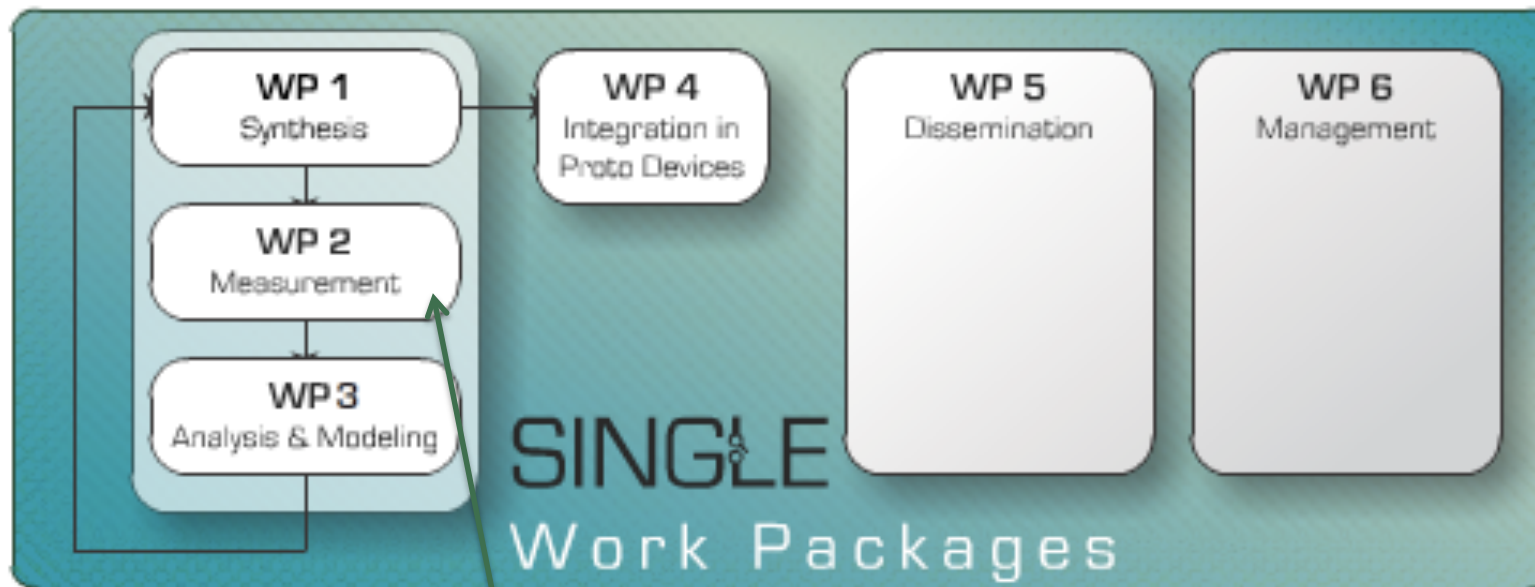 WP 1
Synthesis
WP 2
Measurement
WP 3
Analysis & Modeling
WP 4
Integration in
Proto Devices
WP 5
Dissemination
WP 6
Management
SINGLE
Work Packages